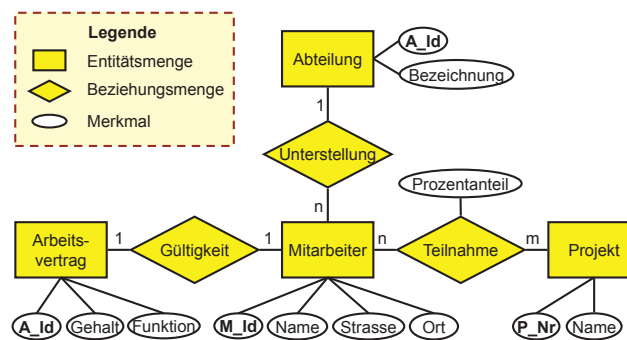 Legende
Entitätsmenge
Beziehungsmenge
Merkmal
Abteilung
A_Id
Bezeichnung
1
Unterstellung
n
Prozentanteil
Arbeits-
vertrag
1
Gültigkeit
1
Mitarbeiter
n
Teilnahme
m
Projekt
A_Id
Gehalt
Funktion
M_Id
Name
Strasse
Ort
P_Nr
Name